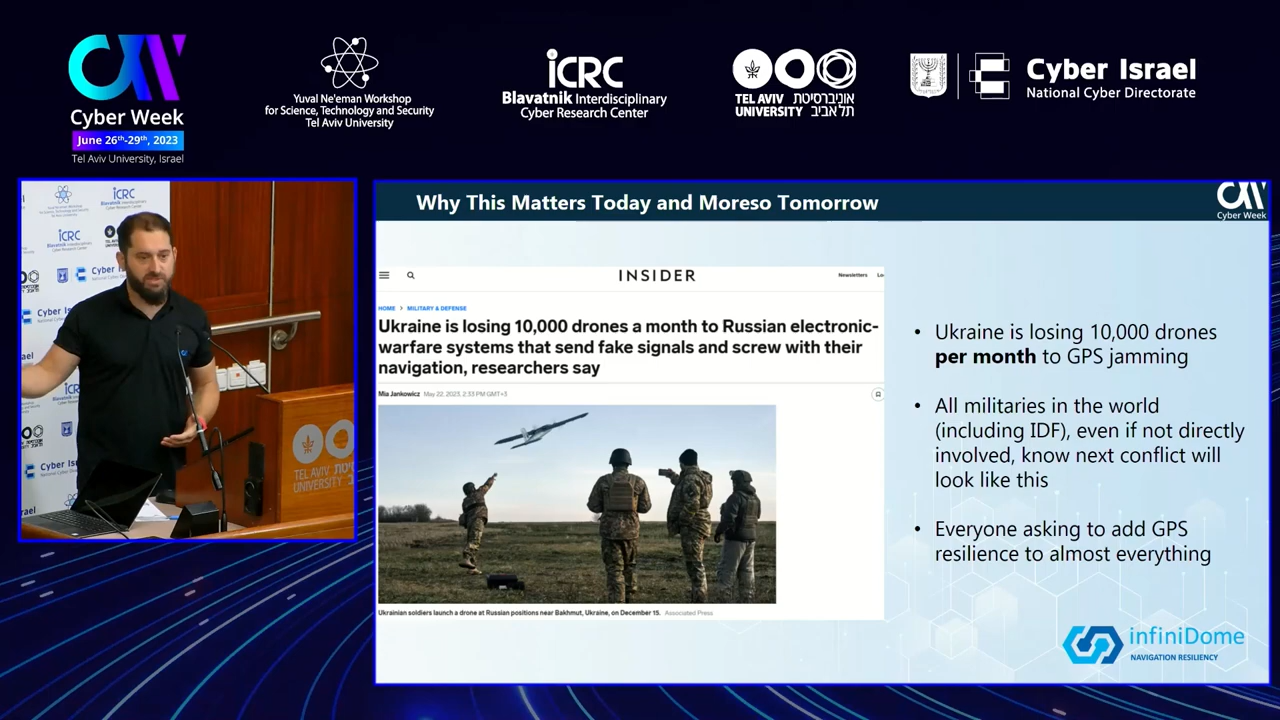 Cyber Week
June 26th-29th, 2023
Tel Aviv University, Israel
Yuval Ne'eman Workshop
for Science, Technology and Security
Tel Aviv University
iCRC
Blavatnik Interdisciplinary
Cyber Research Center
TEL AVIV אוניברסיטת
UNIVERSITY תל אביב
Cyber Israel
National Cyber Directorate
iCRC
iCRC
Cyber
TEL AVIV
Why This Matters Today and Moreso Tomorrow
Cyber Week
INSIDER
Newsletters
HOME > MILITARY & DEFENSE
Ukraine is losing 10,000 drones a month to Russian electronic-
warfare systems that send fake signals and screw with their
navigation, researchers say
Mia Jankowicz May 22, 2023, 2:33 PM GMT+3
Ukrainian soldiers launch a drone at Russian positions near Bakhmut, Ukraine, on December 15. Associated Press
• Ukraine is losing 10,000 drones
per month to GPS jamming
• All militaries in the world
(including IDF), even if not directly
involved, know next conflict will
look like this
• Everyone asking to add GPS
resilience to almost everything
infiniDome
NAVIGATION RESILIENCY